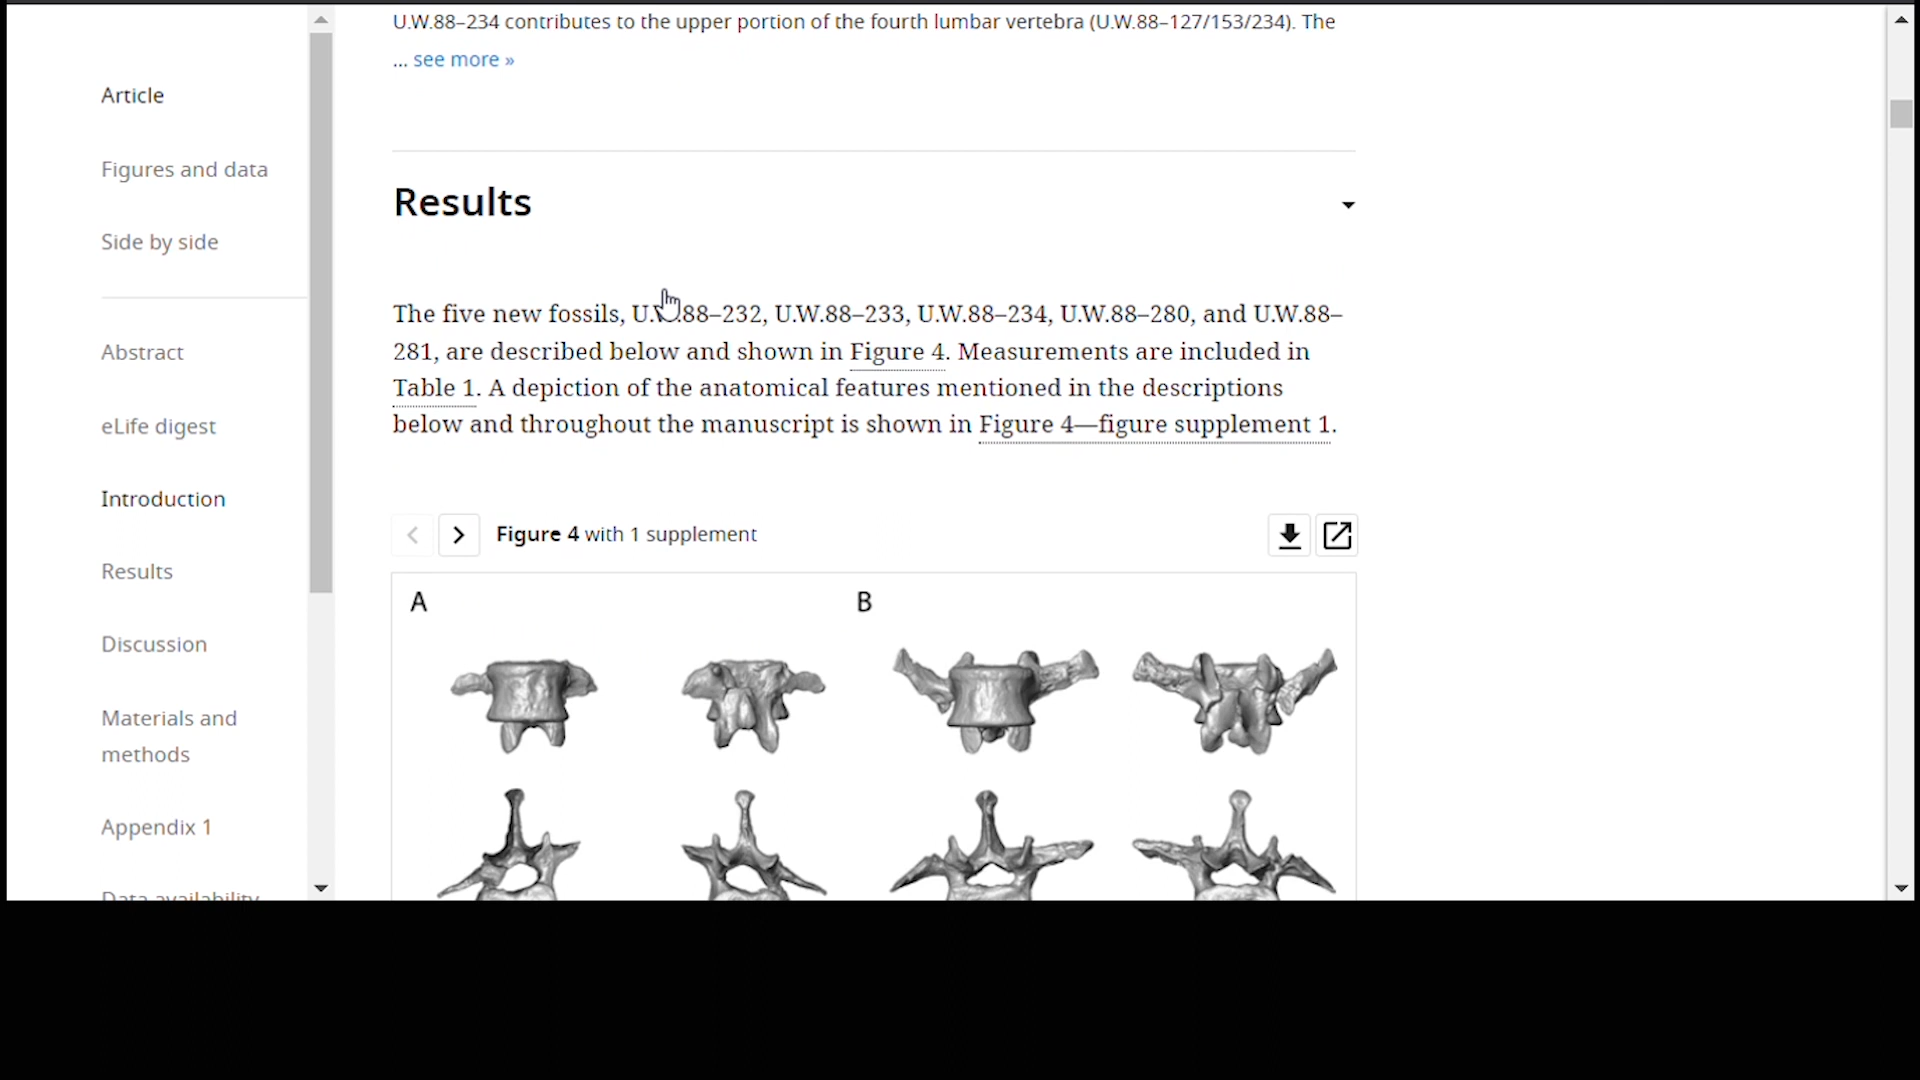 U.W.88–234 contributes to the upper portion of the fourth lumbar vertebra (U.W.88–127/153/234). The
... see more »
Article
Figures and data
Side by side
Abstract
eLife digest
Introduction
Results
Discussion
Materials and
methods
Appendix 1
Data availability
Results
The five new fossils, U.W.88–232, U.W.88–233, U.W.88–234, U.W.88–280, and U.W.88–
281, are described below and shown in Figure 4. Measurements are included in
Table 1. A depiction of the anatomical features mentioned in the descriptions
below and throughout the manuscript is shown in Figure 4—figure supplement 1.
Figure 4 with 1 supplement
A
B